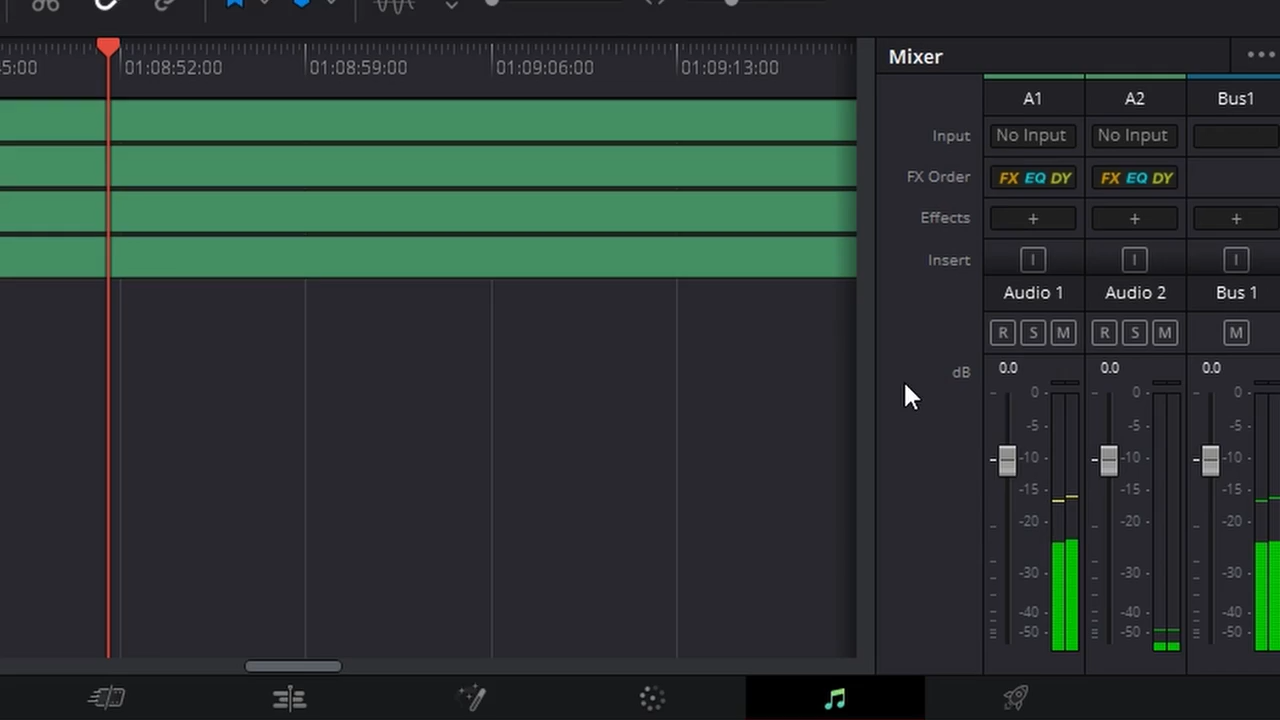 5:00 01:08:52:00 01:08:59:00 01:09:06:00 01:09:13:00
Mixer
A1 A2 Bus1
Input No Input No Input
FX Order FX EQ DY FX EQ DY
Effects + + +
Insert I I I
Audio 1 Audio 2 Bus 1
R S M R S M M
dB 0.0 0.0 0.0
0 0 0
-5 -5 -5
-10 -10 -10
-15 -15 -15
-20 -20 -20
-30 -30 -30
-40 -40 -40
-50 -50 -50